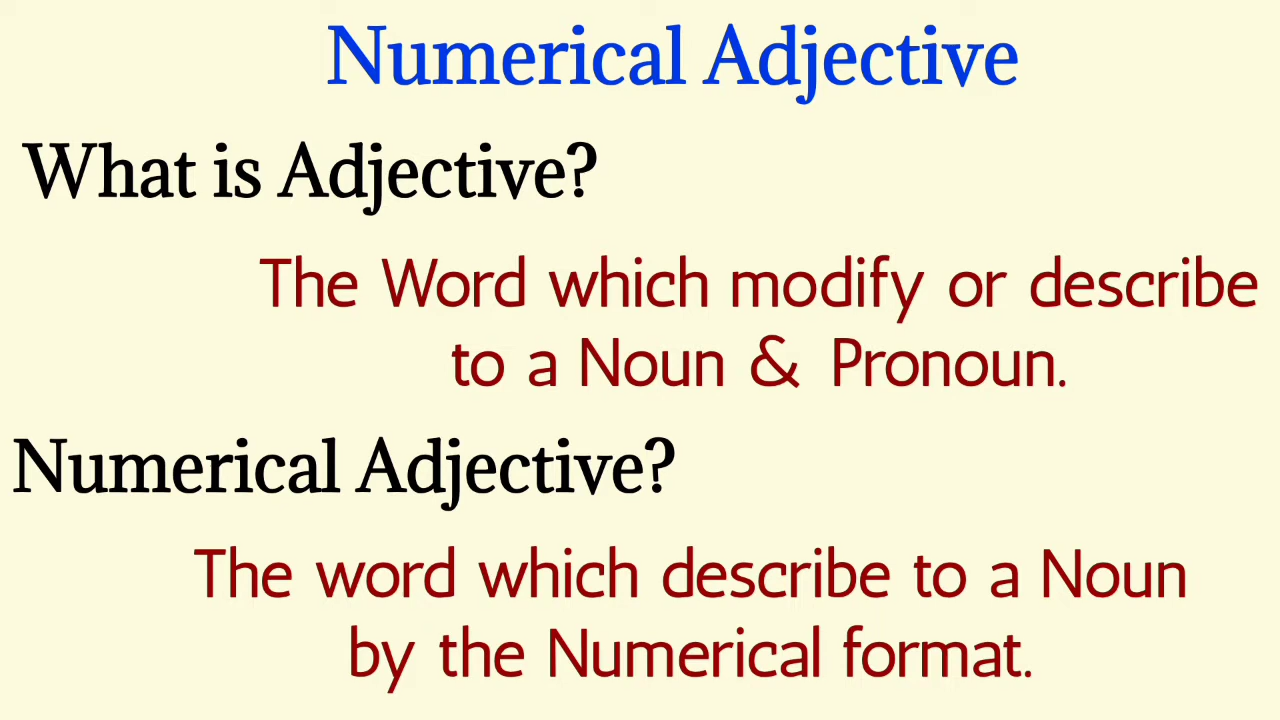 Numerical Adjective
What is Adjective?
The Word which modify or describe
to a Noun & Pronoun.
Numerical Adjective?
The word which describe to a Noun
by the Numerical format.